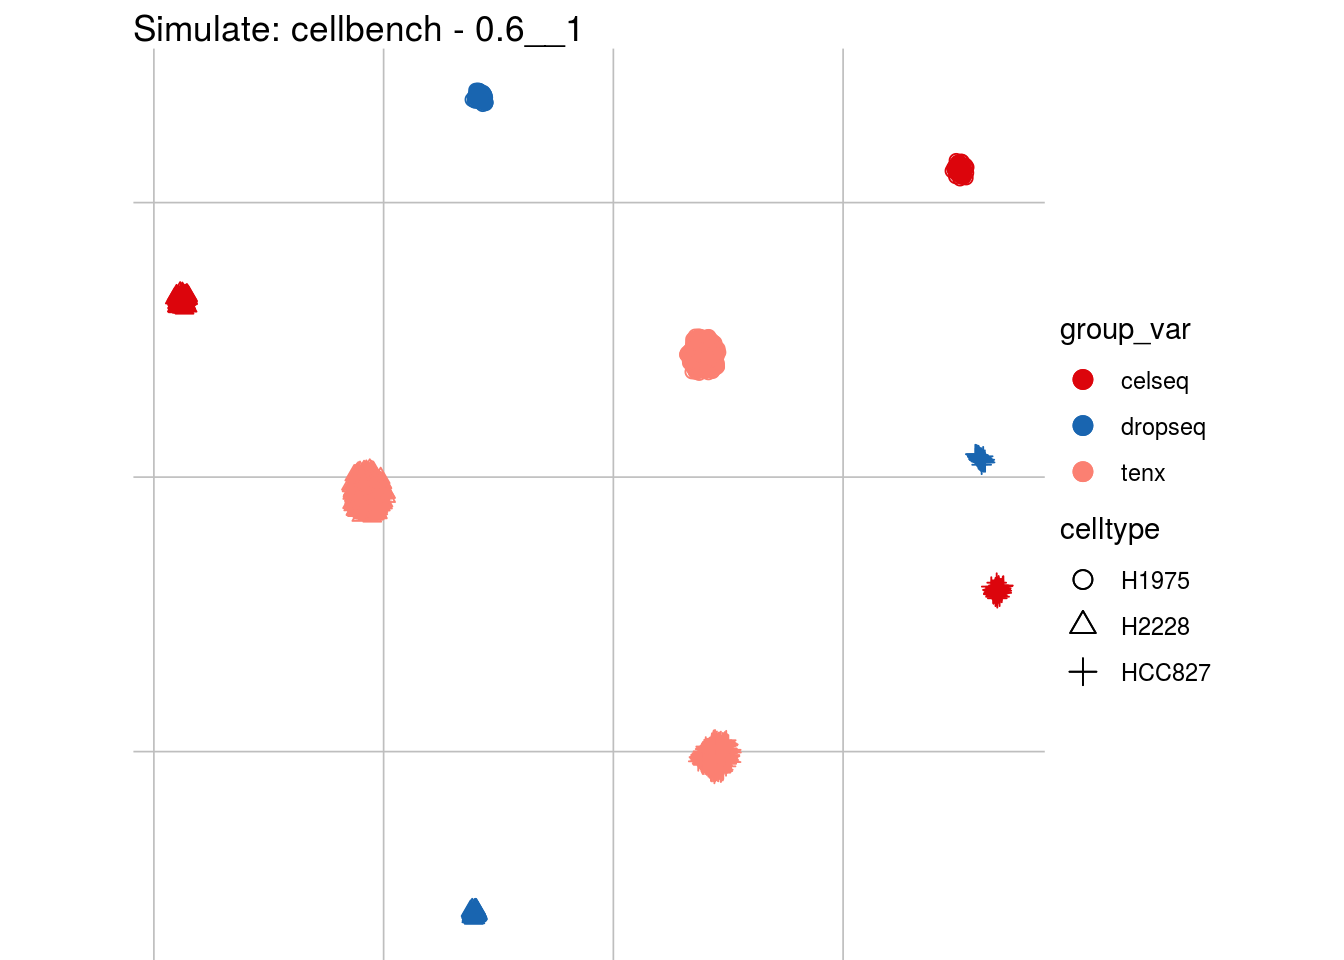 Simulate: cellbench - 0.6__1
group_var
celseq
dropseq
tenx
celltype
H1975
H2228
HCC827